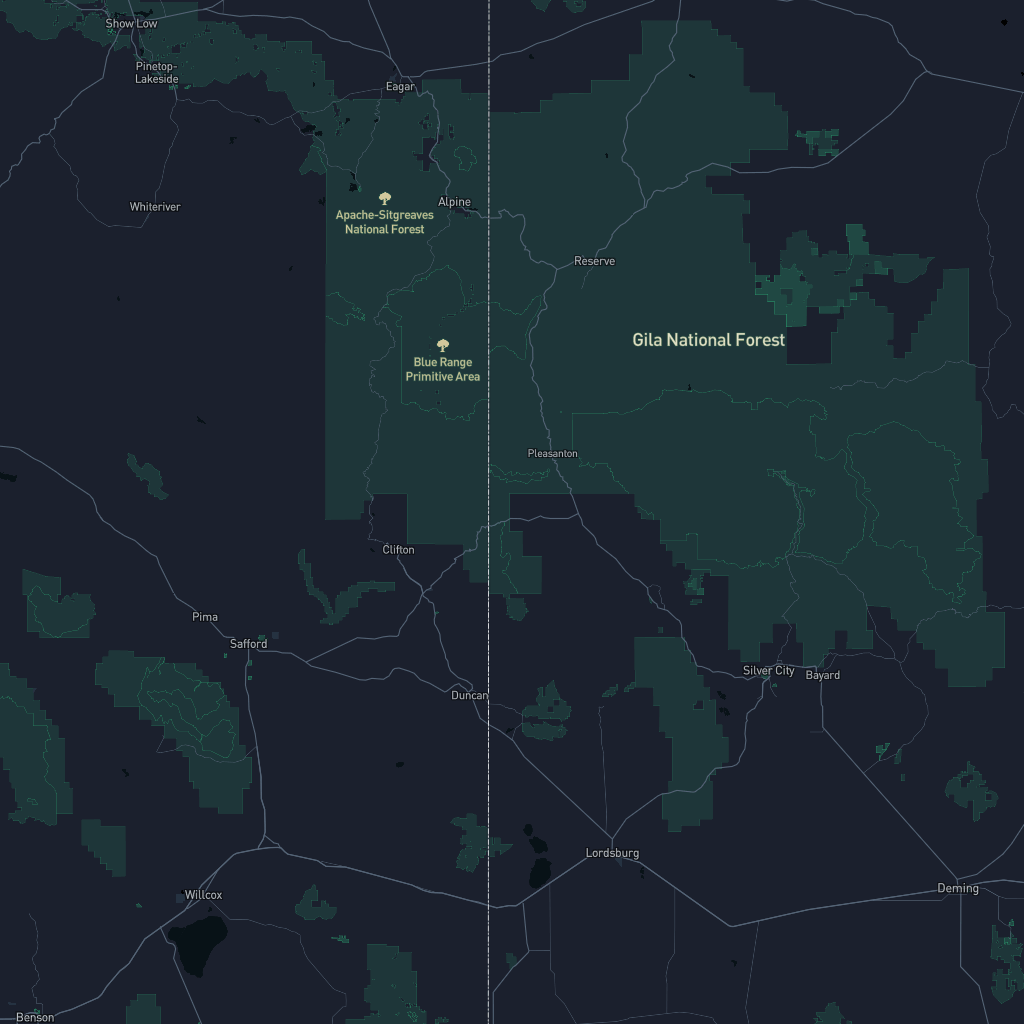 Show Low
Pinetop-
Lakeside
Eagar
Whiteriver
Apache-Sitgreaves
National Forest
Alpine
Reserve
Gila National Forest
Blue Range
Primitive Area
Pleasanton
Clifton
Pima
Safford
Duncan
Silver City
Bayard
Lordsburg
Deming
Willcox
Benson